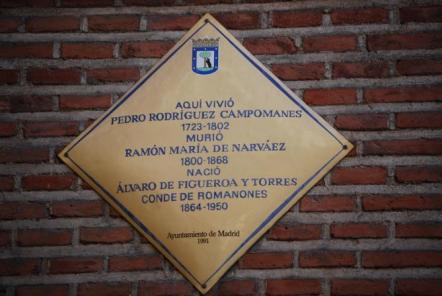 AQUÍ VIVIÓ
PEDRO RODRÍGUEZ CAMPOMANES
1723-1802
MURIÓ
RAMÓN MARÍA DE NARVÁEZ
1800-1868
NACIÓ
ÁLVARO DE FIGUEROA Y TORRES
CONDE DE ROMANONES
1864-1950
Ayuntamiento de Madrid
1991